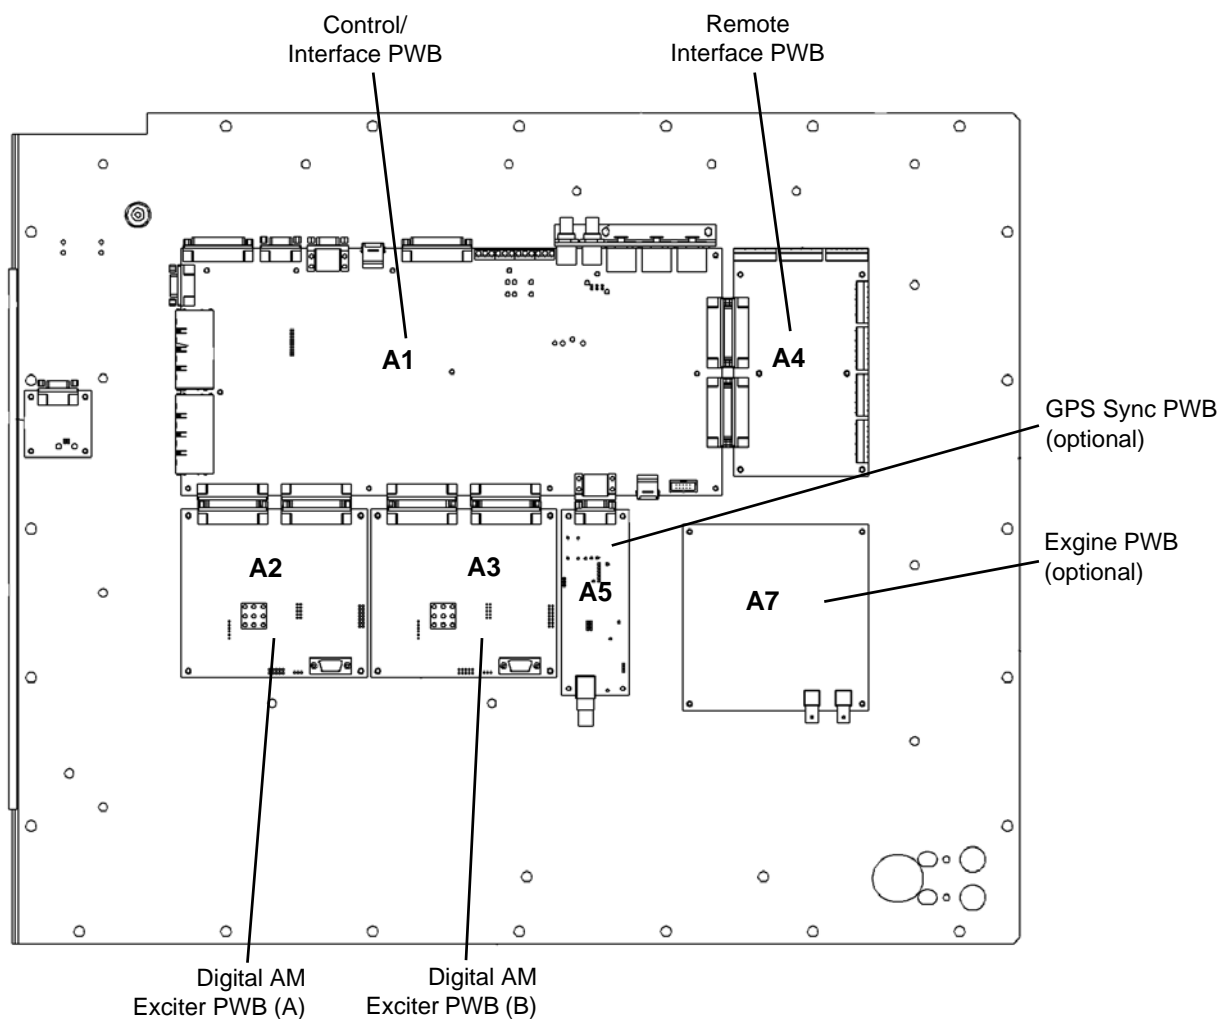 Control/
Interface PWB
Remote
Interface PWB
A1
A4
GPS Sync PWB
(optional)
A2
A3
A5
A7
Exgine PWB
(optional)
Digital AM
Exciter PWB (A)
Digital AM
Exciter PWB (B)